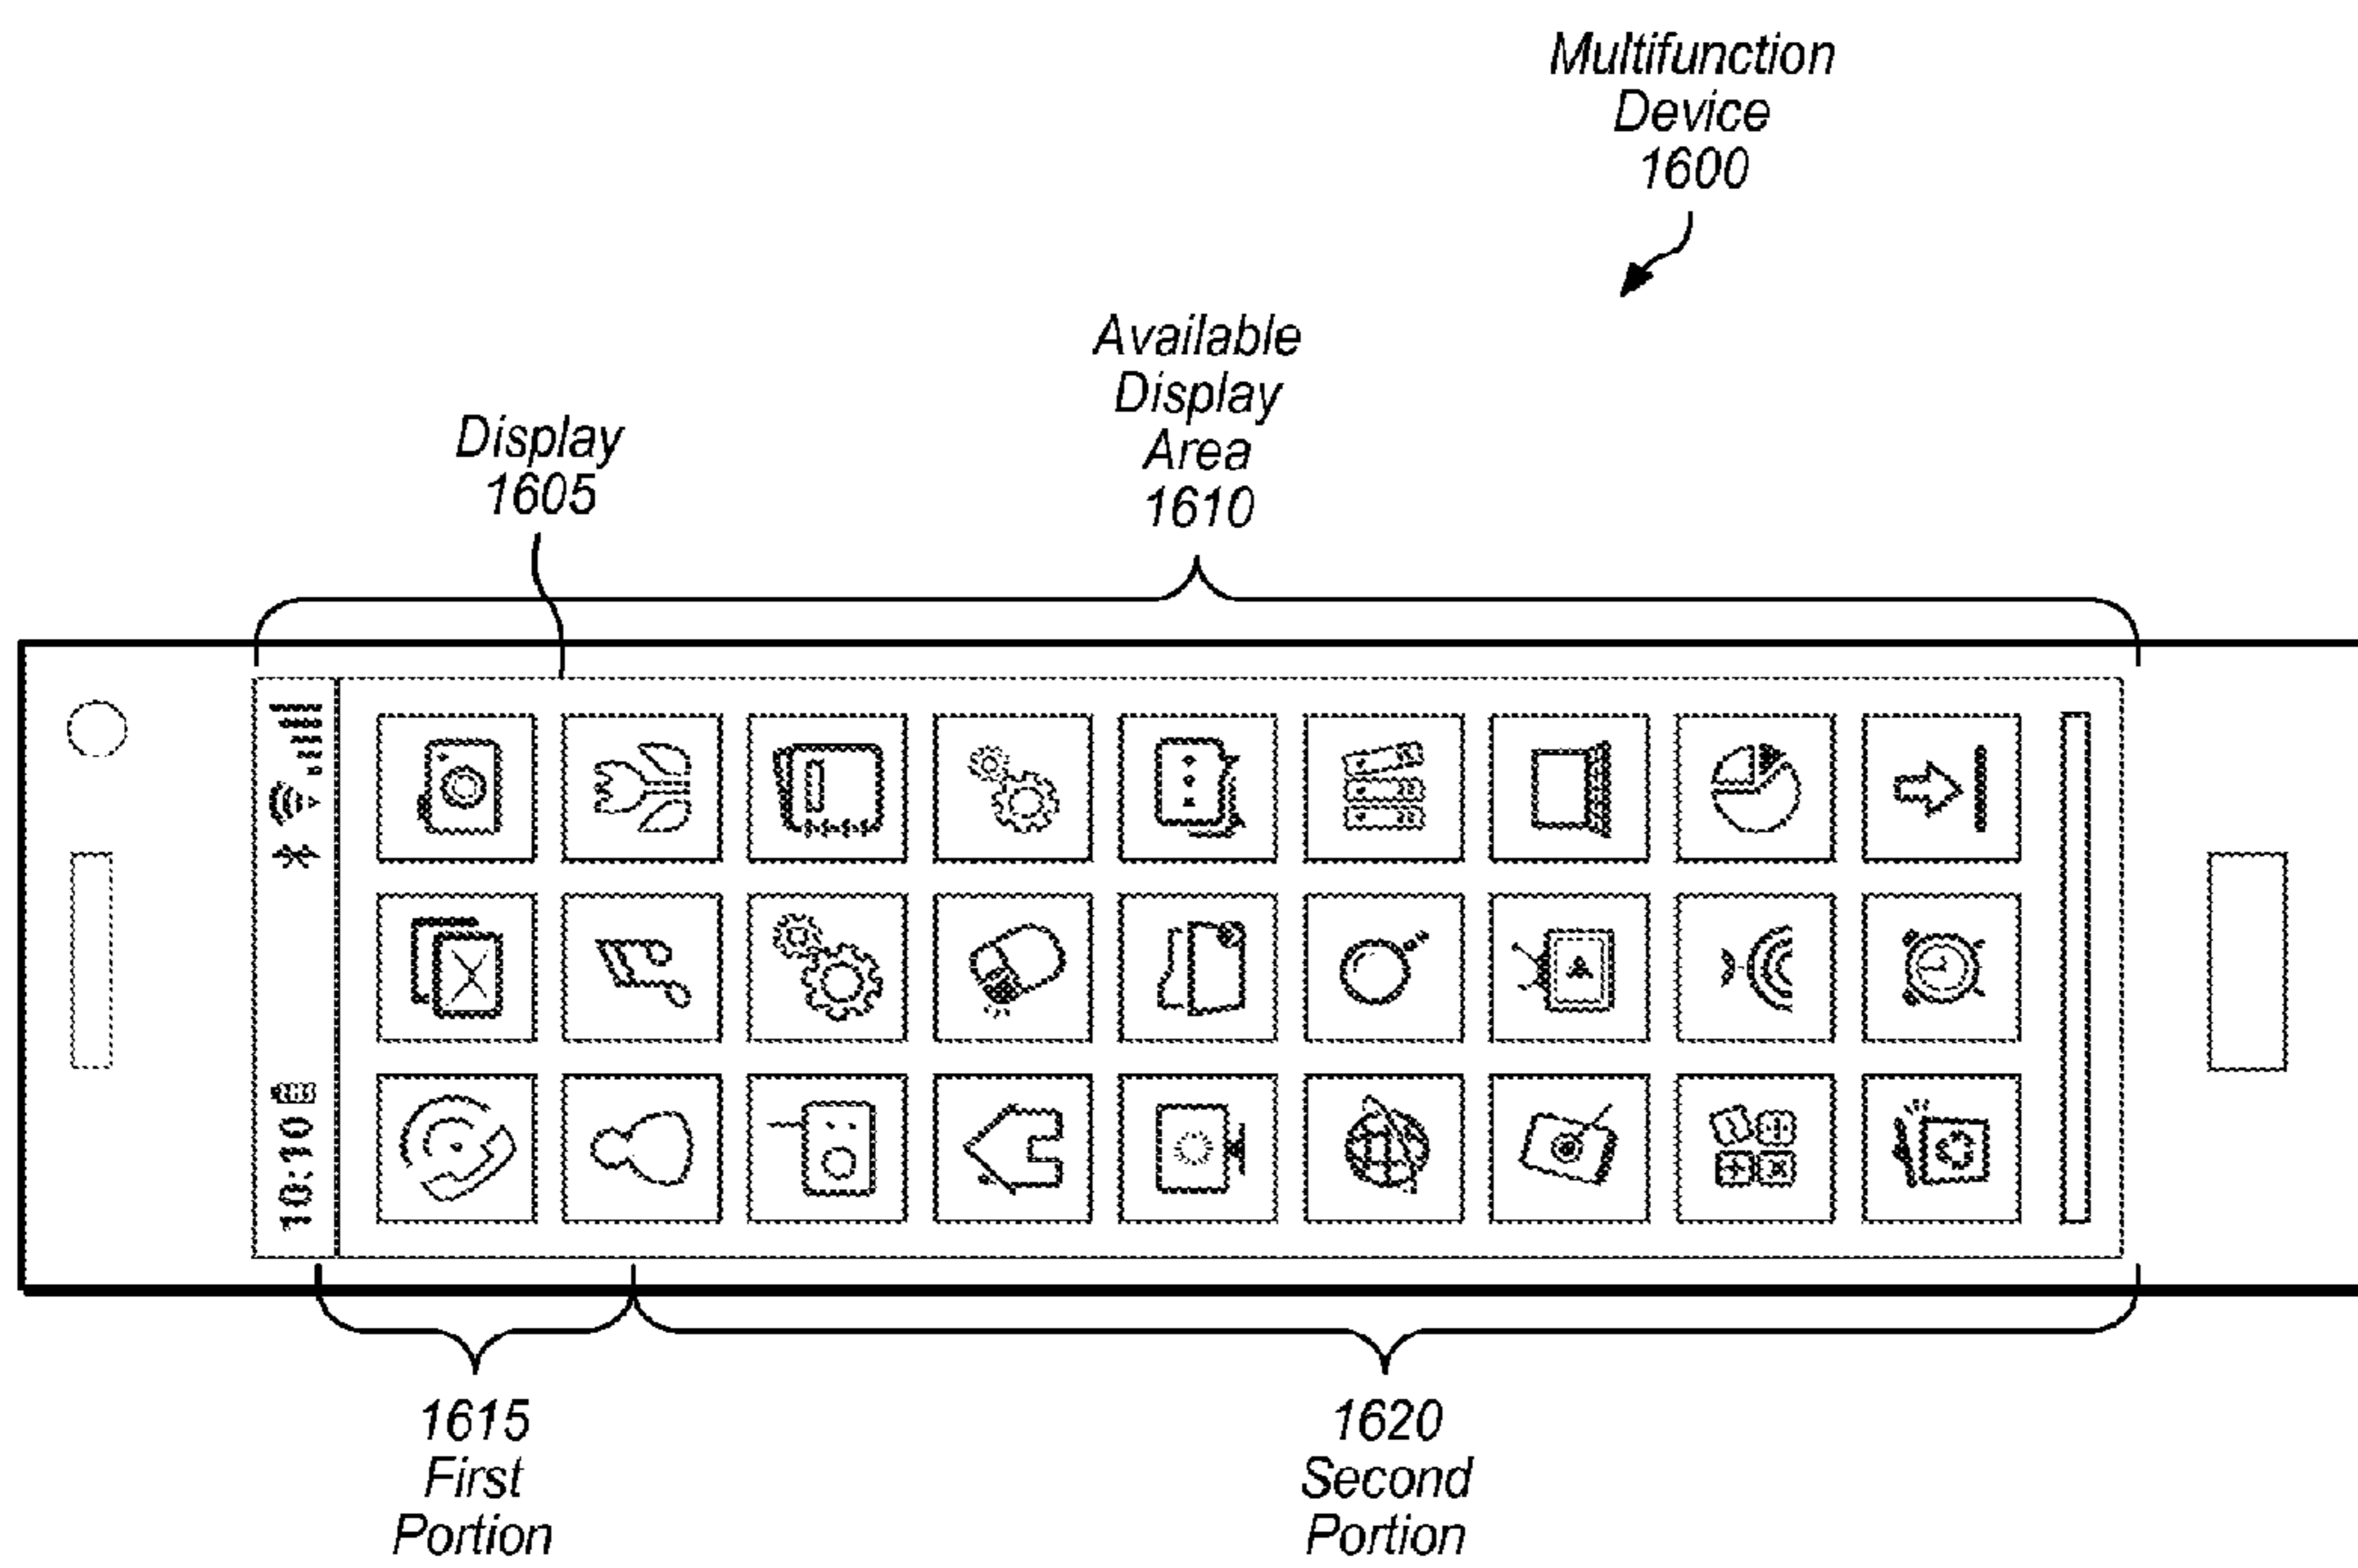 Multifunction
Device
1600
Available
Display
Area
1610
Display
1605
10:10
1615
First
Portion
1620
Second
Portion